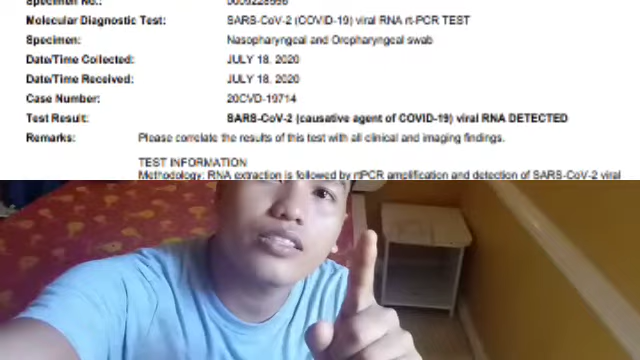 Specimen No.: 0009228996
Molecular Diagnostic Test: SARS-CoV-2 (COVID-19) viral RNA rt-PCR TEST
Specimen: Nasopharyngeal and Oropharyngeal swab
Date/Time Collected: JULY 18, 2020
Date/Time Received: JULY 18, 2020
Case Number: 20CVD-19714
Test Result: SARS-CoV-2 (causative agent of COVID-19) viral RNA DETECTED
Remarks: Please correlate the results of this test with all clinical and imaging findings.
TEST INFORMATION
Methodology: RNA extraction is followed by rtPCR amplification and detection of SARS-CoV-2 viral